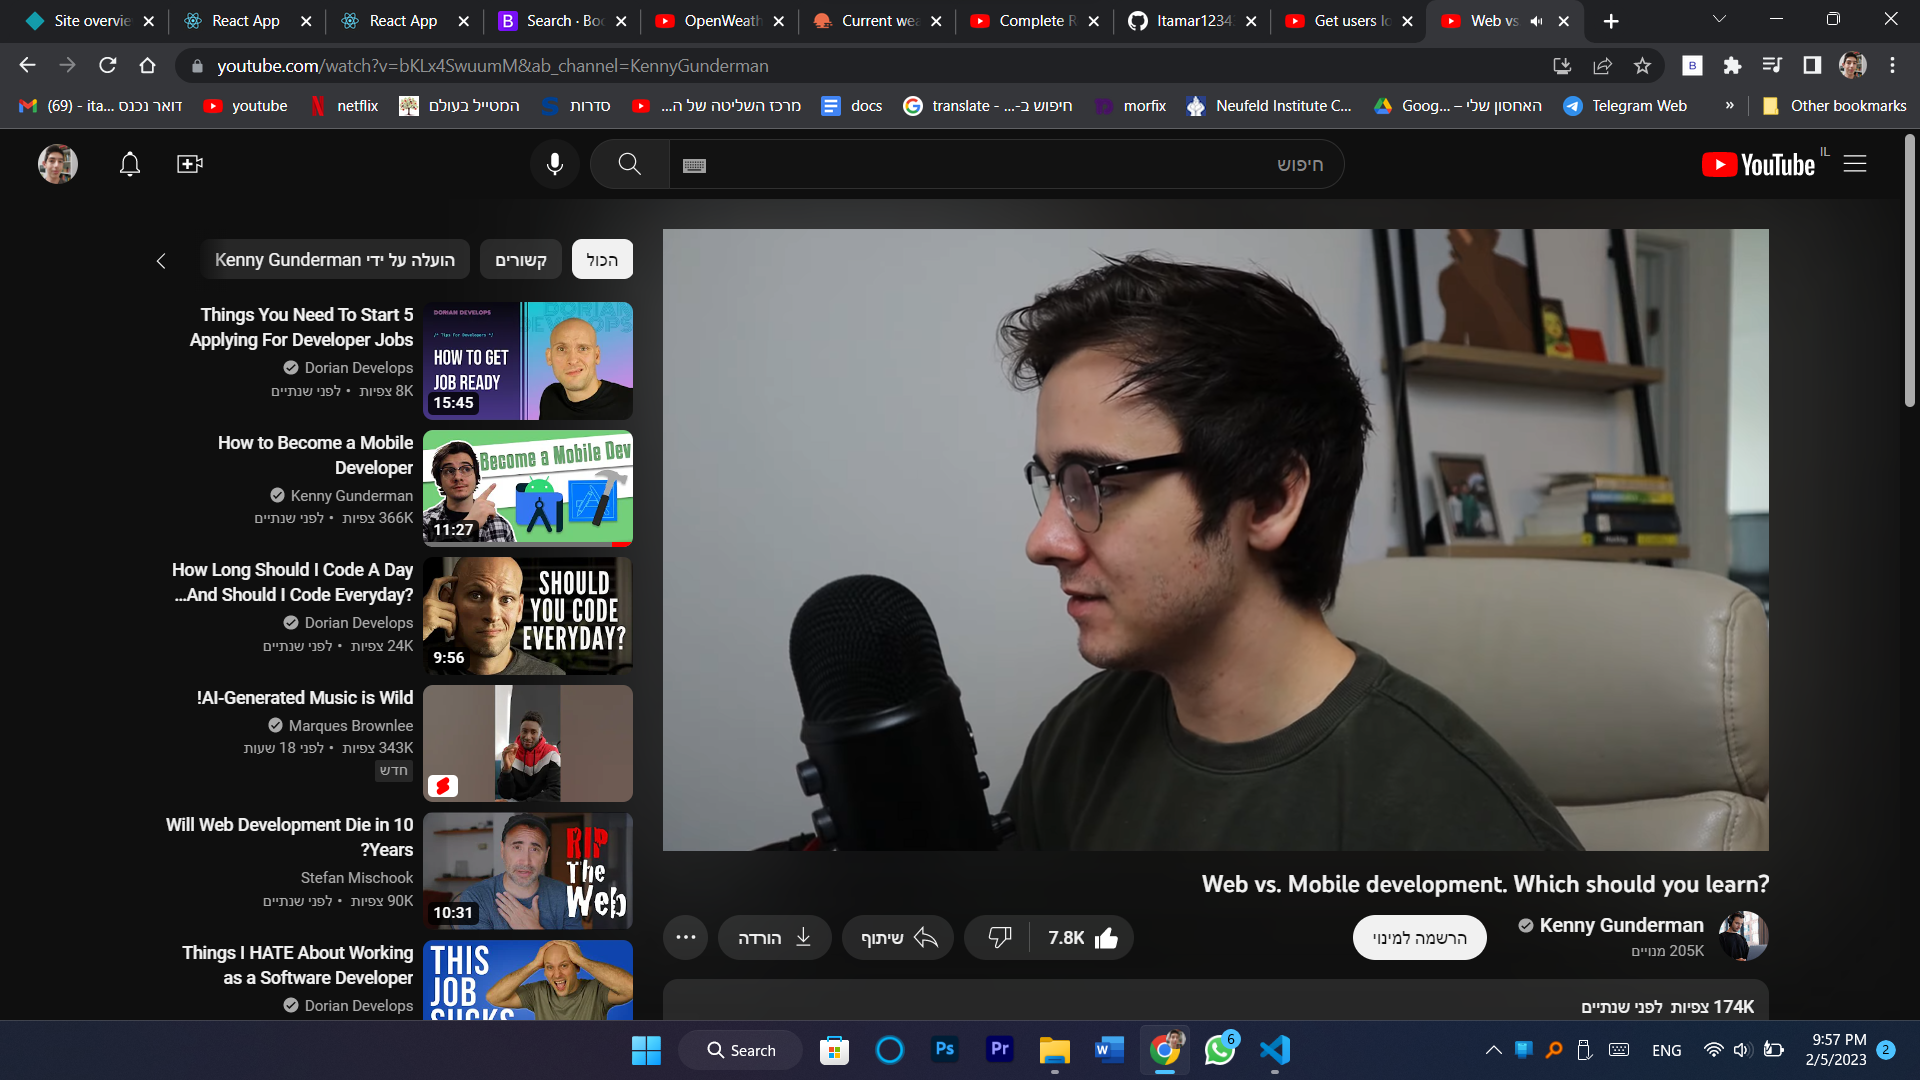 Site overvie
React App
React App
Search · Boo
OpenWeath
Current wea
Complete R
Itamar1234
Get users lo
Web vs
youtube.com/watch?v=bKLx4SwuumM&ab_channel=KennyGunderman
דואר נכנס (69) - ita...
youtube
netflix
המטייל בעולם
סדרות
מרכז השליטה של ה...
docs
translate - חיפוש ב-...
morfix
Neufeld Institute C...
האחסון שלי – Goog...
Telegram Web
»
Other bookmarks
חיפוש
YouTube IL
הכול
קשורים
הועלה על ידי Kenny Gunderman
5 Things You Need To Start
Applying For Developer Jobs
Dorian Develops
8K צפיות • לפני שנתיים
DORIAN DEVELOPS
/* Tips for Developers */
HOW TO GET
JOB READY
15:45
How to Become a Mobile
Developer
Kenny Gunderman
366K צפיות • לפני שנתיים
Become a Mobile Dev
11:27
How Long Should I Code A Day
And Should I Code Everyday?...
Dorian Develops
24K צפיות • לפני שנתיים
SHOULD
YOU CODE
EVERYDAY?
9:56
AI-Generated Music is Wild!
Marques Brownlee
343K צפיות • לפני 18 שעות
חדש
Will Web Development Die in 10
Years?
Stefan Mischook
90K צפיות • לפני שנתיים
RIP
The
Web
10:31
Things I HATE About Working
as a Software Developer
Dorian Develops
THIS
JOB
SUCKS
Web vs. Mobile development. Which should you learn?
Kenny Gunderman
205K מנויים
הרשמה למינוי
7.8K
שיתוף
הורדה
174K צפיות לפני שנתיים
Search
Ps
Pr
W
6
ENG
9:57 PM
2/5/2023
2